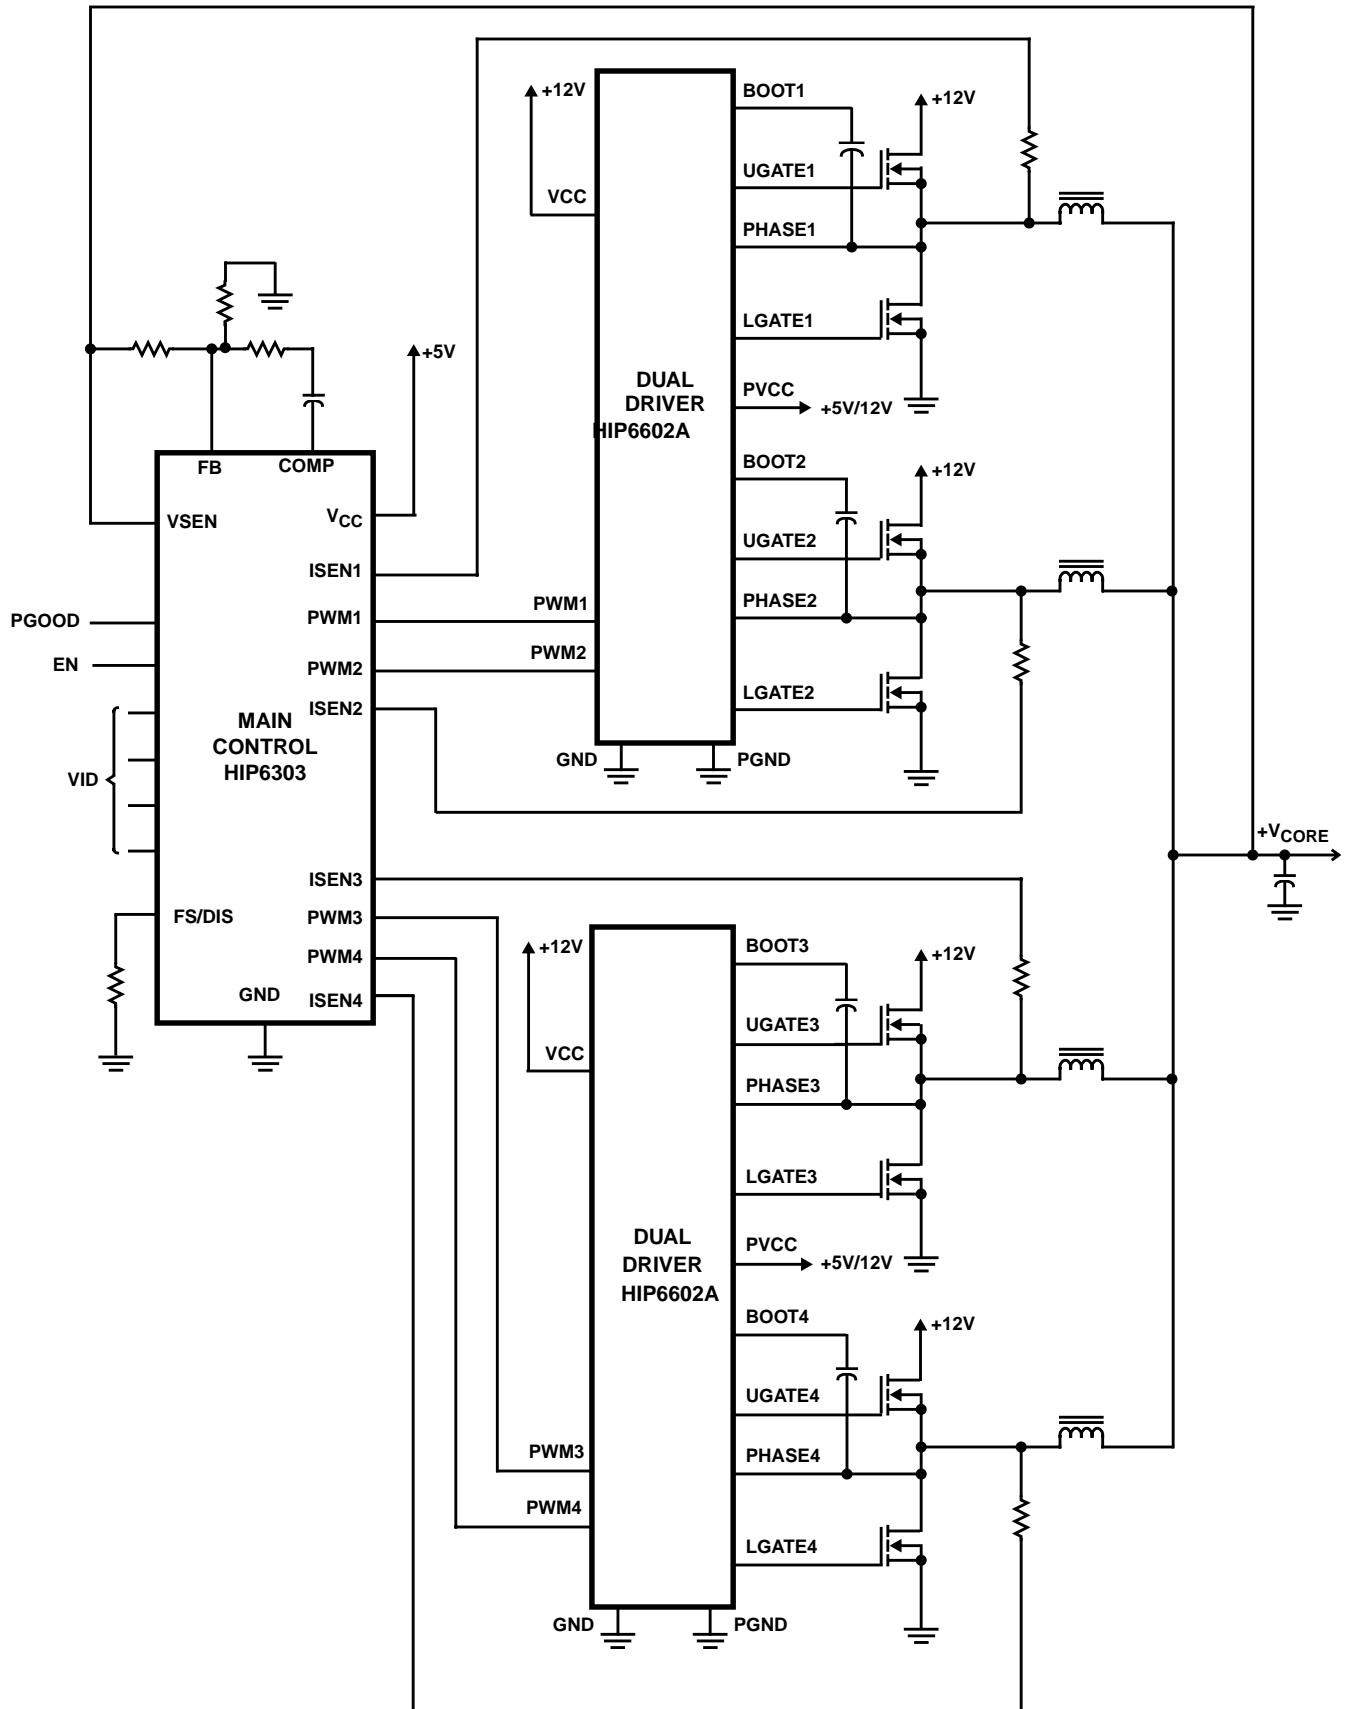 +12V
BOOT1
+12V
UGATE1
VCC
PHASE1
LGATE1
+5V
DUAL
DRIVER
HIP6602A
PVCC
+5V/12V
FB
COMP
BOOT2
+12V
VSEN
VCC
UGATE2
ISEN1
PWM1
PHASE2
PGOOD
PWM1
EN
PWM2
PWM2
LGATE2
ISEN2
MAIN
CONTROL
HIP6303
VID
GND
PGND
+VCORE
ISEN3
FS/DIS
PWM3
PWM4
GND
ISEN4
+12V
BOOT3
+12V
UGATE3
VCC
PHASE3
LGATE3
DUAL
DRIVER
HIP6602A
PVCC
+5V/12V
BOOT4
+12V
UGATE4
PWM3
PHASE4
PWM4
LGATE4
GND
PGND